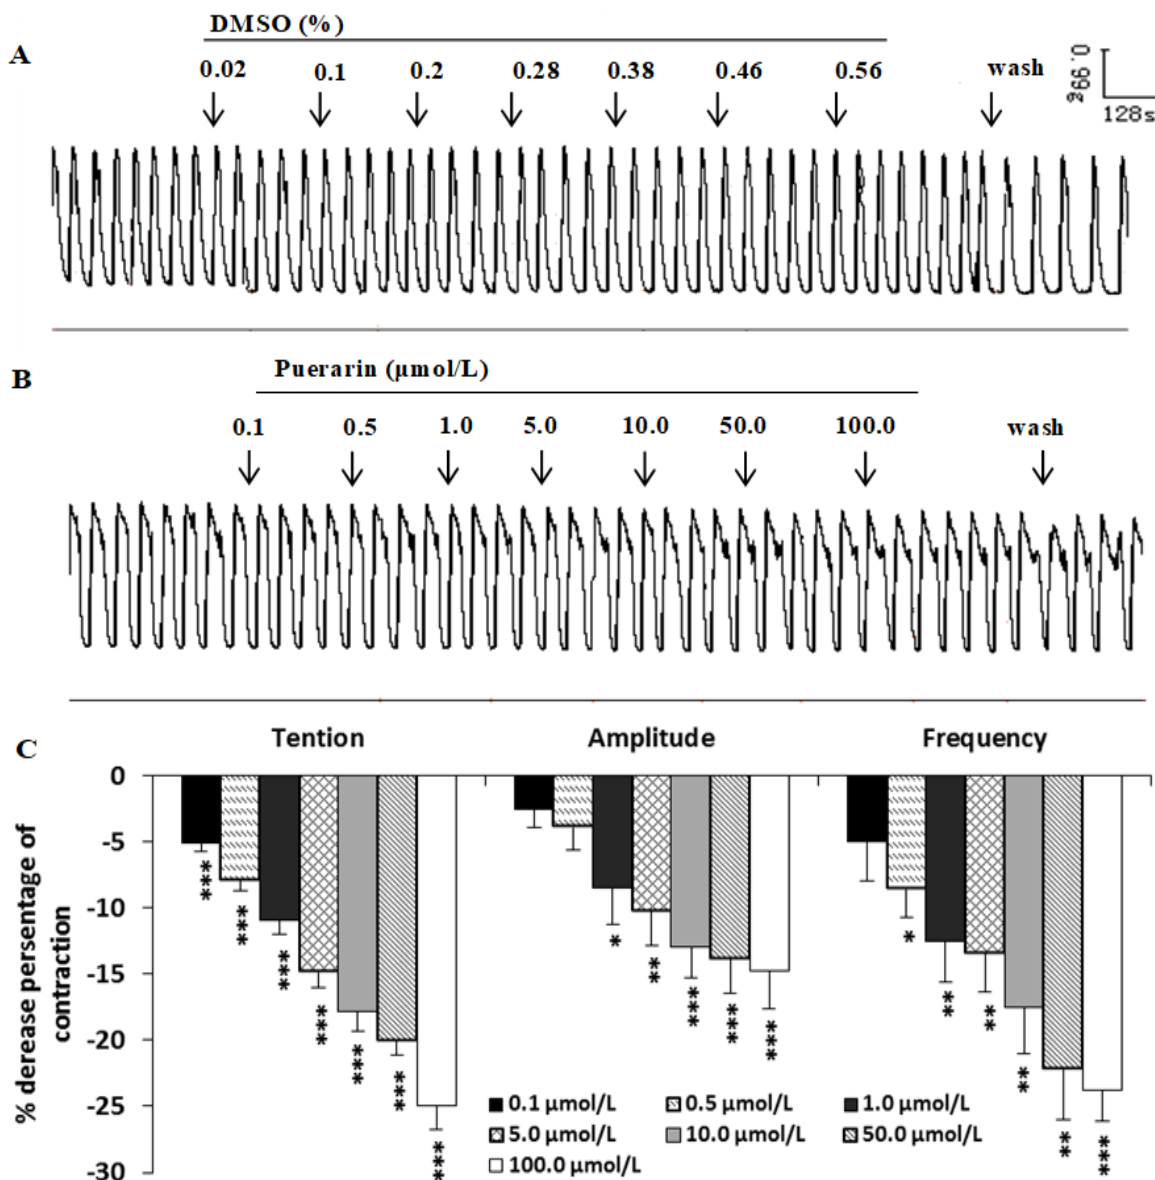 DMSO (%)
A
0.02 0.1 0.2 0.28 0.38 0.46 0.56 wash
0.99g
128s
Puerarin (µmol/L)
B
0.1 0.5 1.0 5.0 10.0 50.0 100.0 wash
C
Tention Amplitude Frequency
% derease persentage of
contraction
0
-5
-10
-15
-20
-25
-30
*** *** *** *** *** *** ***
* ** *** *** ***
* ** ** ** ** ***
0.1 µmol/L 0.5 µmol/L 1.0 µmol/L
5.0 µmol/L 10.0 µmol/L 50.0 µmol/L
100.0 µmol/L